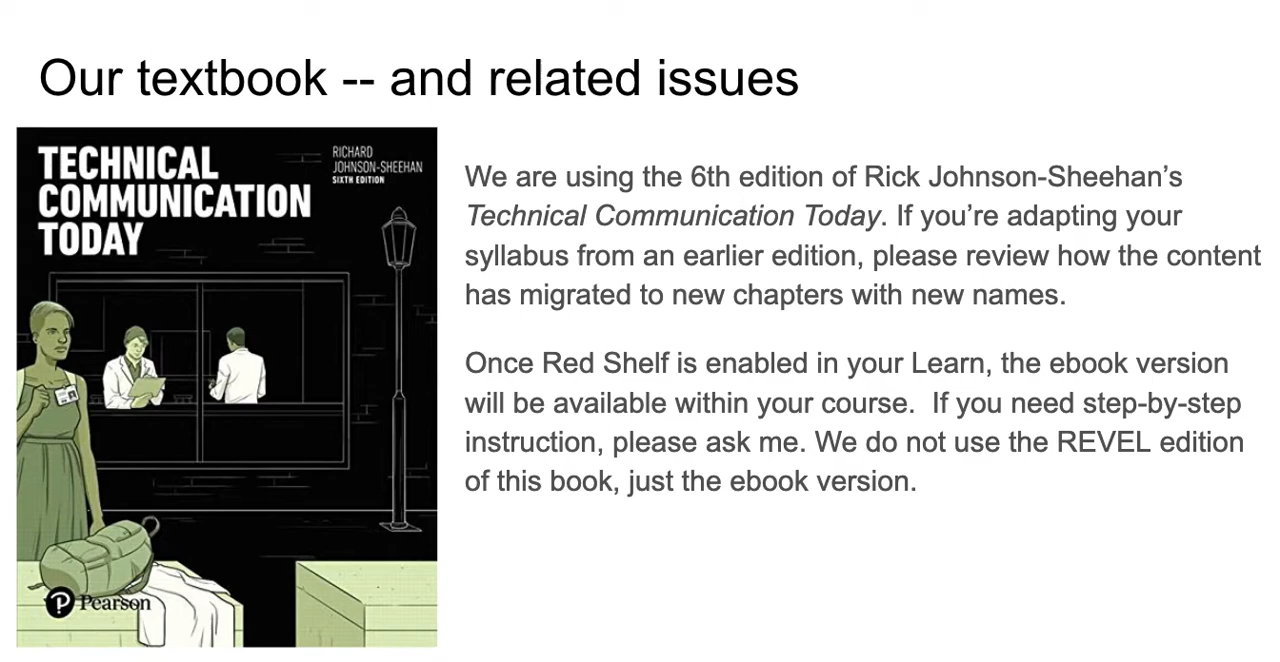 Our textbook -- and related issues
TECHNICAL
COMMUNICATION
TODAY
RICHARD
JOHNSON-SHEEHAN
SIXTH EDITION
P Pearson
We are using the 6th edition of Rick Johnson-Sheehan’s
Technical Communication Today. If you’re adapting your
syllabus from an earlier edition, please review how the content
has migrated to new chapters with new names.
Once Red Shelf is enabled in your Learn, the ebook version
will be available within your course.  If you need step-by-step
instruction, please ask me. We do not use the REVEL edition
of this book, just the ebook version.